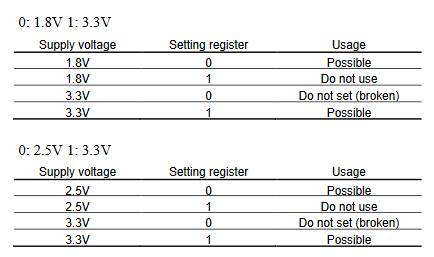 0: 1.8V 1: 3.3V
Supply voltage Setting register Usage
1.8V 0 Possible
1.8V 1 Do not use
3.3V 0 Do not set (broken)
3.3V 1 Possible
0: 2.5V 1: 3.3V
Supply voltage Setting register Usage
2.5V 0 Possible
2.5V 1 Do not use
3.3V 0 Do not set (broken)
3.3V 1 Possible